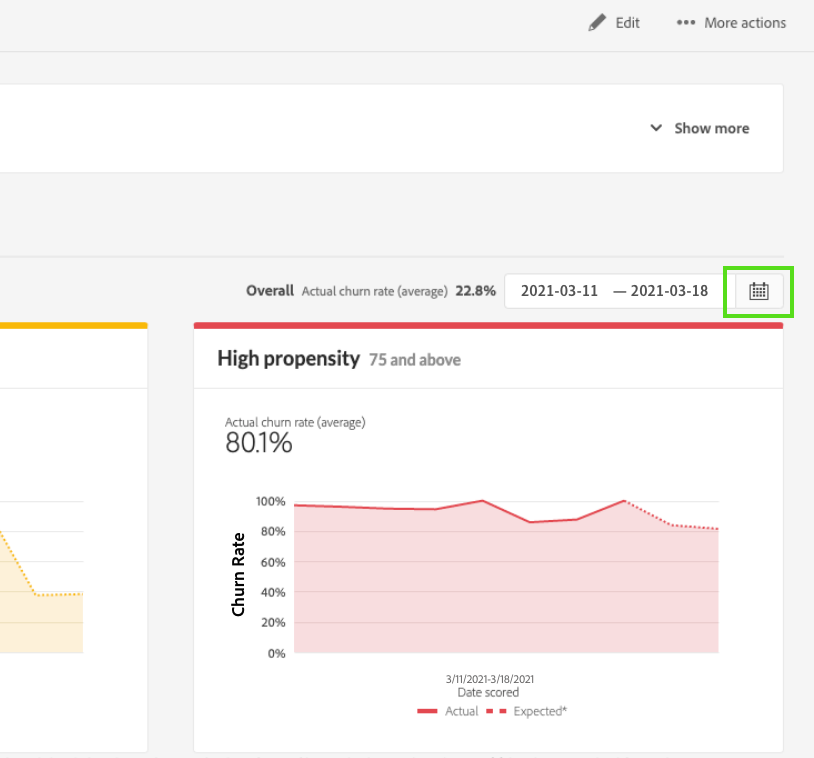 Edit
More actions
Show more
Overall Actual churn rate (average) 22.8% 2021-03-11 — 2021-03-18
High propensity 75 and above
Actual churn rate (average)
80.1%
100%
80%
60%
40%
20%
0%
Churn Rate
3/11/2021-3/18/2021
Date scored
Actual Expected*